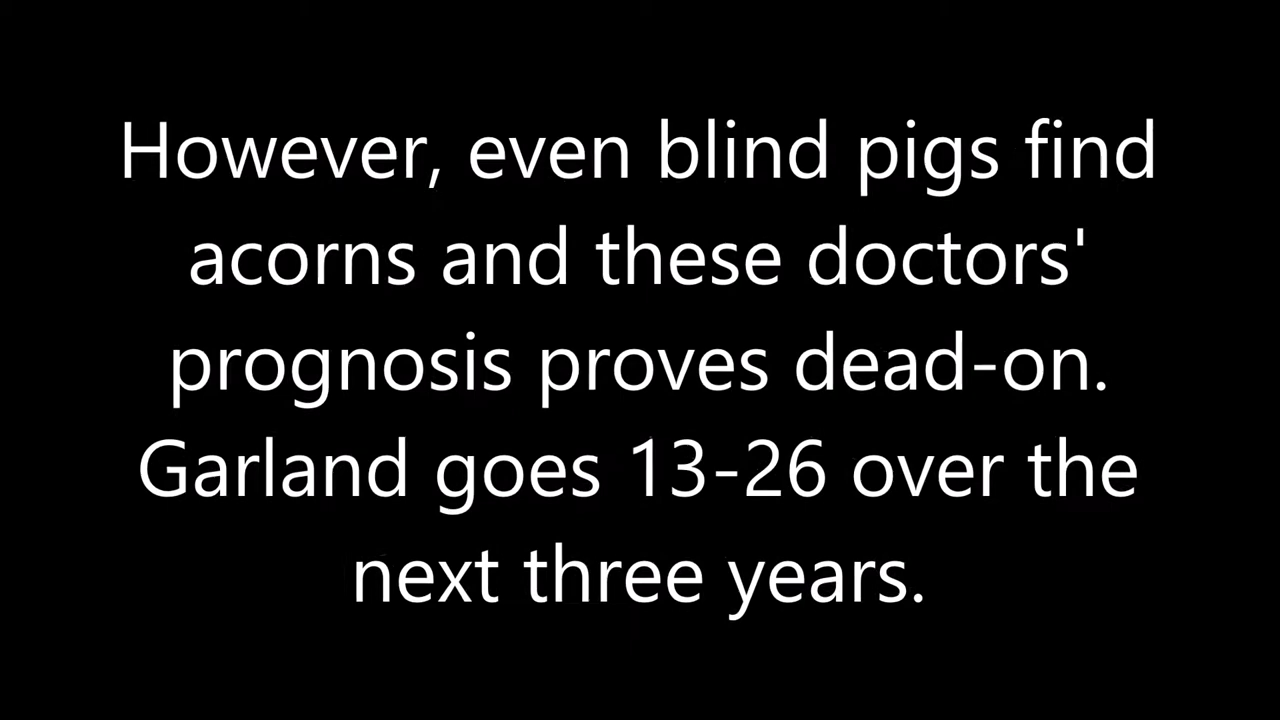 However, even blind pigs find
acorns and these doctors'
prognosis proves dead-on.
Garland goes 13-26 over the
next three years.